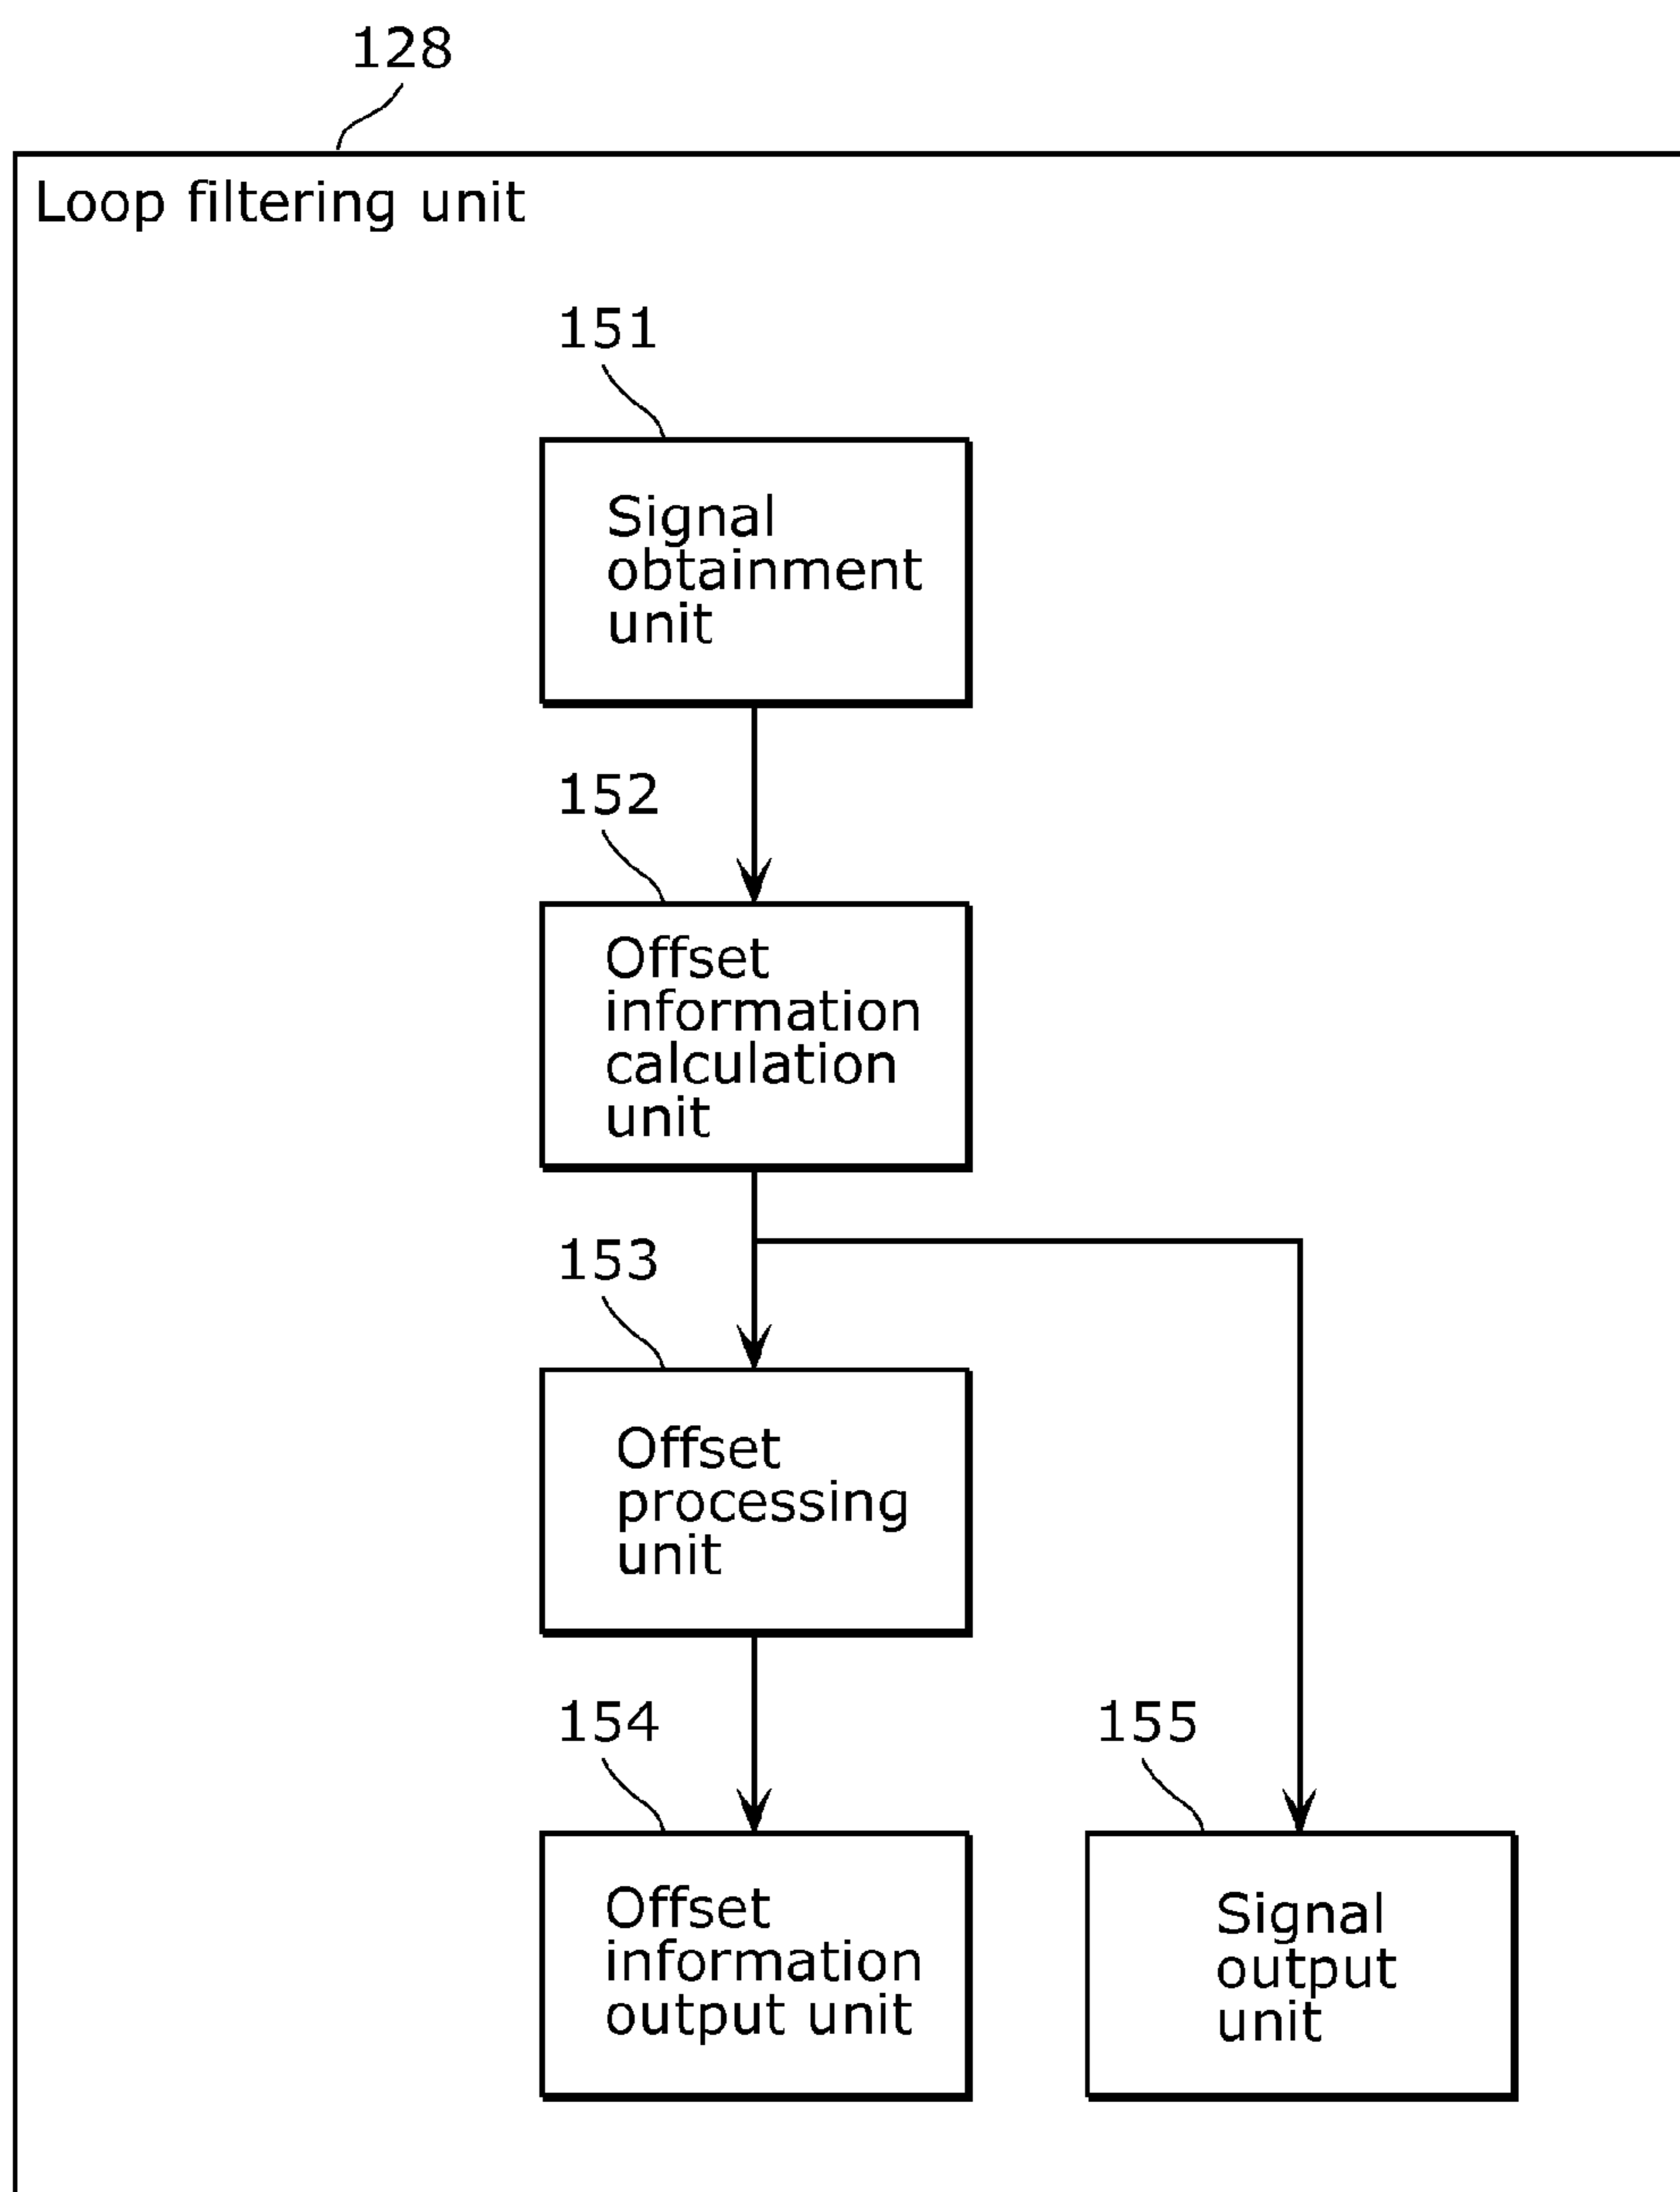 128
Loop filtering unit
151
Signal
obtainment
unit
152
Offset
information
calculation
unit
153
Offset
processing
unit
154
Offset
information
output unit
155
Signal
output
unit